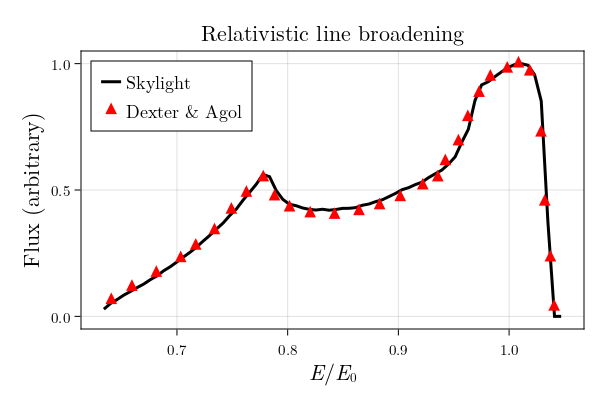 Relativistic line broadening
Flux (arbitrary)
1.0
0.5
0.0
Skylight
Dexter & Agol
0.7 0.8 0.9 1.0
E/E₀